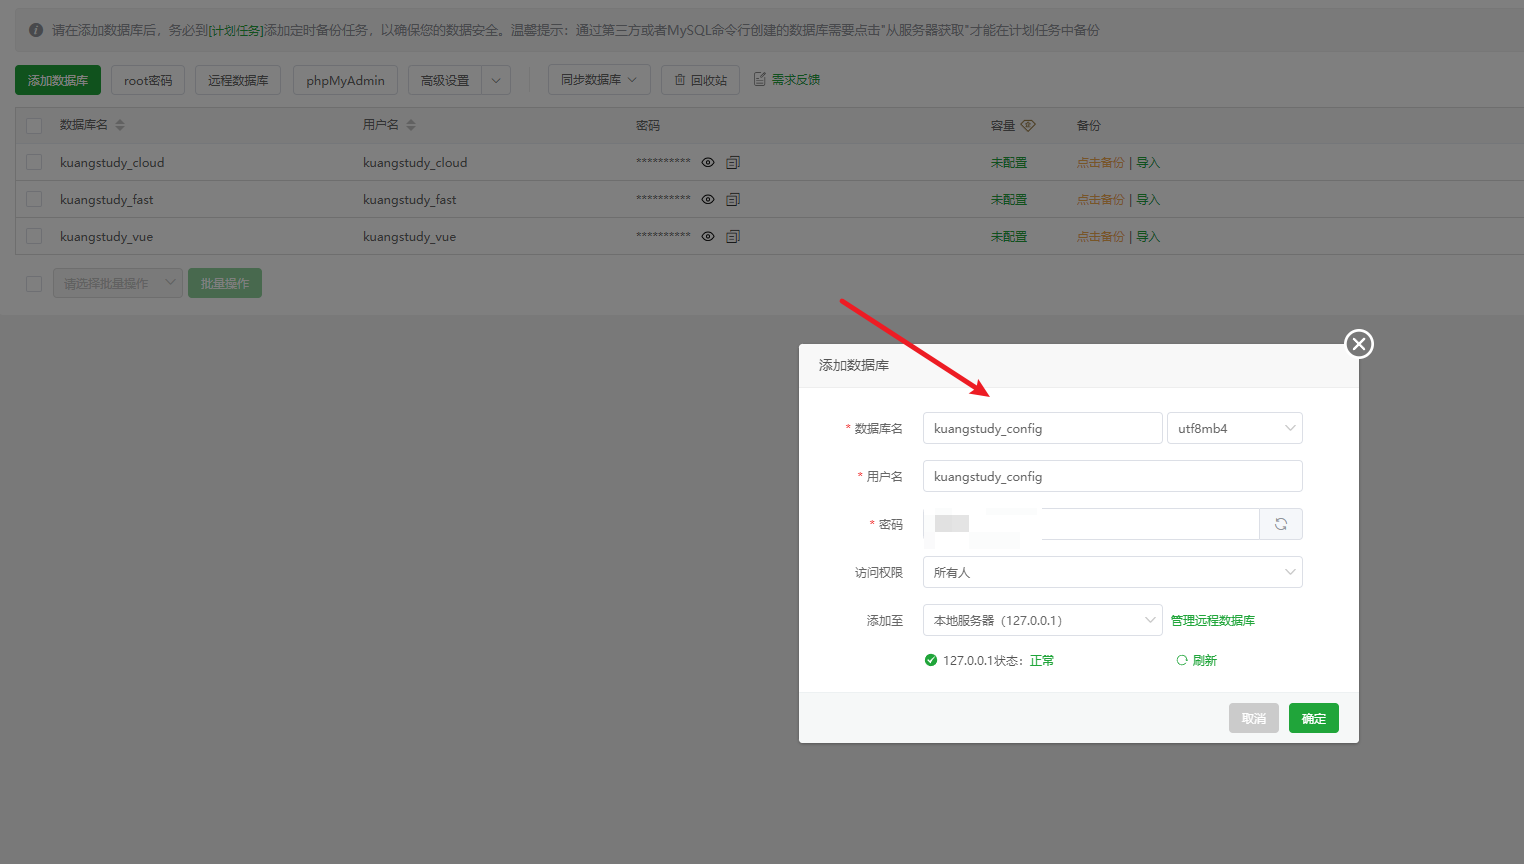 请在添加数据库后，务必到[计划任务]添加定时备份任务，以确保您的数据安全。温馨提示：通过第三方或者MySQL命令行创建的数据库需要点击"从服务器获取"才能在计划任务中备份
添加数据库 root密码 远程数据库 phpMyAdmin 高级设置 同步数据库 回收站 需求反馈
数据库名 用户名 密码 容量 备份
kuangstudy_cloud kuangstudy_cloud ********** 未配置 点击备份 | 导入
kuangstudy_fast kuangstudy_fast ********** 未配置 点击备份 | 导入
kuangstudy_vue kuangstudy_vue ********** 未配置 点击备份 | 导入
请选择批量操作 批量操作
添加数据库
* 数据库名 kuangstudy_config utf8mb4
* 用户名 kuangstudy_config
* 密码
访问权限 所有人
添加至 本地服务器（127.0.0.1） 管理远程数据库
127.0.0.1状态：正常 刷新
取消 确定